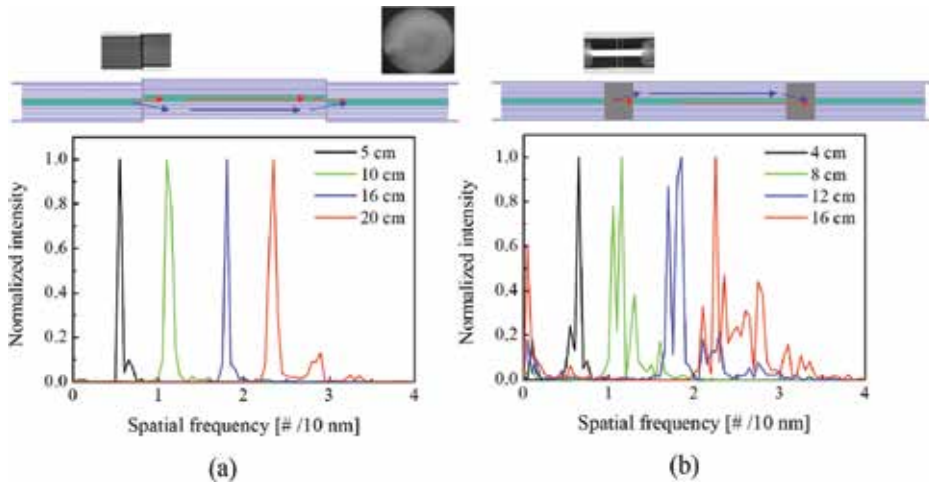 1.0
0.8
0.6
0.4
0.2
0.0
Normalized intensity
5 cm
10 cm
16 cm
20 cm
0 1 2 3 4
Spatial frequency [# /10 nm]
(a)
1.0
0.8
0.6
0.4
0.2
0.0
Normalized intensity
4 cm
8 cm
12 cm
16 cm
0 1 2 3 4
Spatial frequency [# /10 nm]
(b)